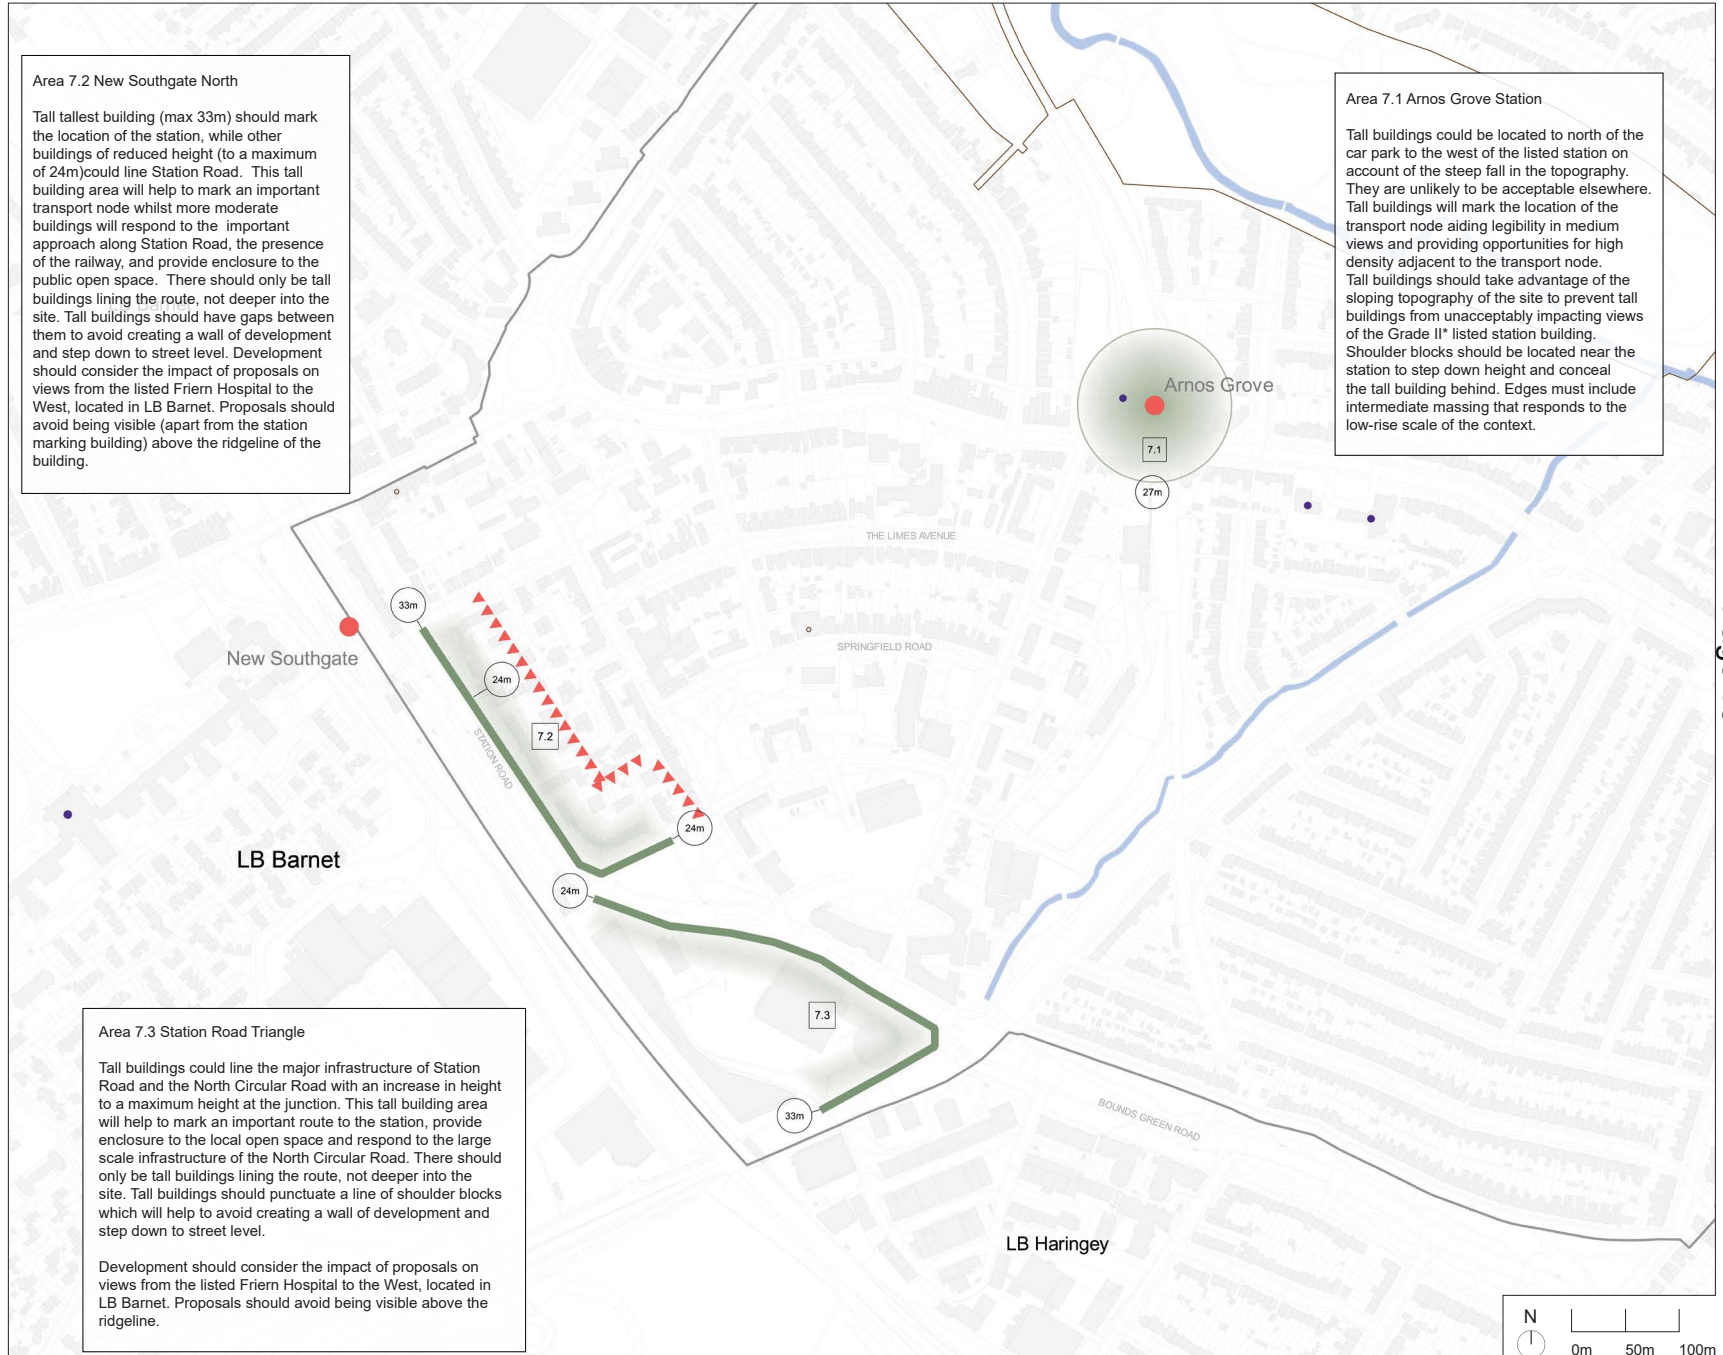 Area 7.2 New Southgate North
Tall tallest building (max 33m) should mark
the location of the station, while other
buildings of reduced height (to a maximum
of 24m)could line Station Road.  This tall
building area will help to mark an important
transport node whilst more moderate
buildings will respond to the  important
approach along Station Road, the presence
of the railway, and provide enclosure to the
public open space.  There should only be tall
buildings lining the route, not deeper into the
site. Tall buildings should have gaps between
them to avoid creating a wall of development
and step down to street level. Development
should consider the impact of proposals on
views from the listed Friern Hospital to the
West, located in LB Barnet. Proposals should
avoid being visible (apart from the station
marking building) above the ridgeline of the
building.
Area 7.1 Arnos Grove Station
Tall buildings could be located to north of the
car park to the west of the listed station on
account of the steep fall in the topography.
They are unlikely to be acceptable elsewhere.
Tall buildings will mark the location of the
transport node aiding legibility in medium
views and providing opportunities for high
density adjacent to the transport node.
Tall buildings should take advantage of the
sloping topography of the site to prevent tall
buildings from unacceptably impacting views
of the Grade II* listed station building.
Shoulder blocks should be located near the
station to step down height and conceal
the tall building behind. Edges must include
intermediate massing that responds to the
low-rise scale of the context.
Arnos Grove
7.1
27m
THE LIMES AVENUE
33m
New Southgate
SPRINGFIELD ROAD
24m
7.2
STATION ROAD
24m
LB Barnet
24m
7.3
33m
BOUNDS GREEN ROAD
LB Haringey
Area 7.3 Station Road Triangle
Tall buildings could line the major infrastructure of Station
Road and the North Circular Road with an increase in height
to a maximum height at the junction. This tall building area
will help to mark an important route to the station, provide
enclosure to the local open space and respond to the large
scale infrastructure of the North Circular Road. There should
only be tall buildings lining the route, not deeper into the
site. Tall buildings should punctuate a line of shoulder blocks
which will help to avoid creating a wall of development and
step down to street level.
Development should consider the impact of proposals on
views from the listed Friern Hospital to the West, located in
LB Barnet. Proposals should avoid being visible above the
ridgeline.
N
0m 50m 100m